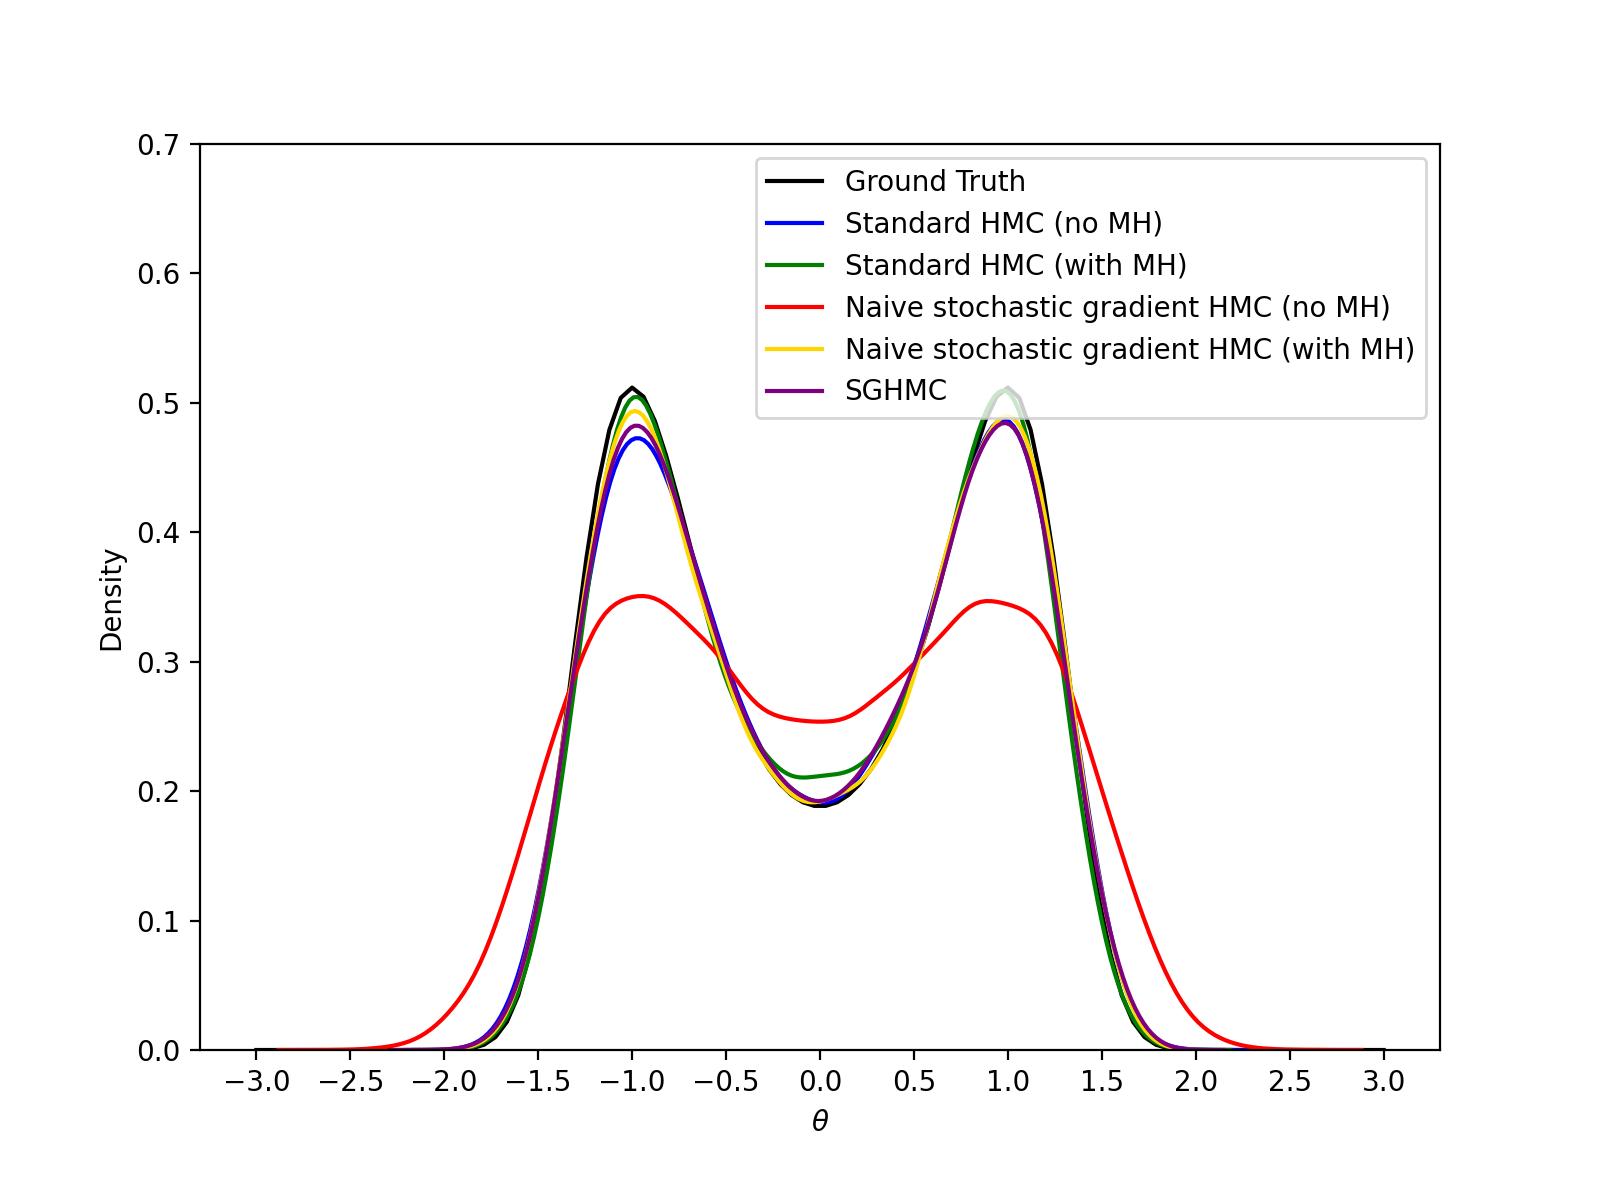 0.7
0.6
0.5
0.4
0.3
0.2
0.1
0.0
Density
Ground Truth
Standard HMC (no MH)
Standard HMC (with MH)
Naive stochastic gradient HMC (no MH)
Naive stochastic gradient HMC (with MH)
SGHMC
−3.0 −2.5 −2.0 −1.5 −1.0 −0.5 0.0 0.5 1.0 1.5 2.0 2.5 3.0
θ